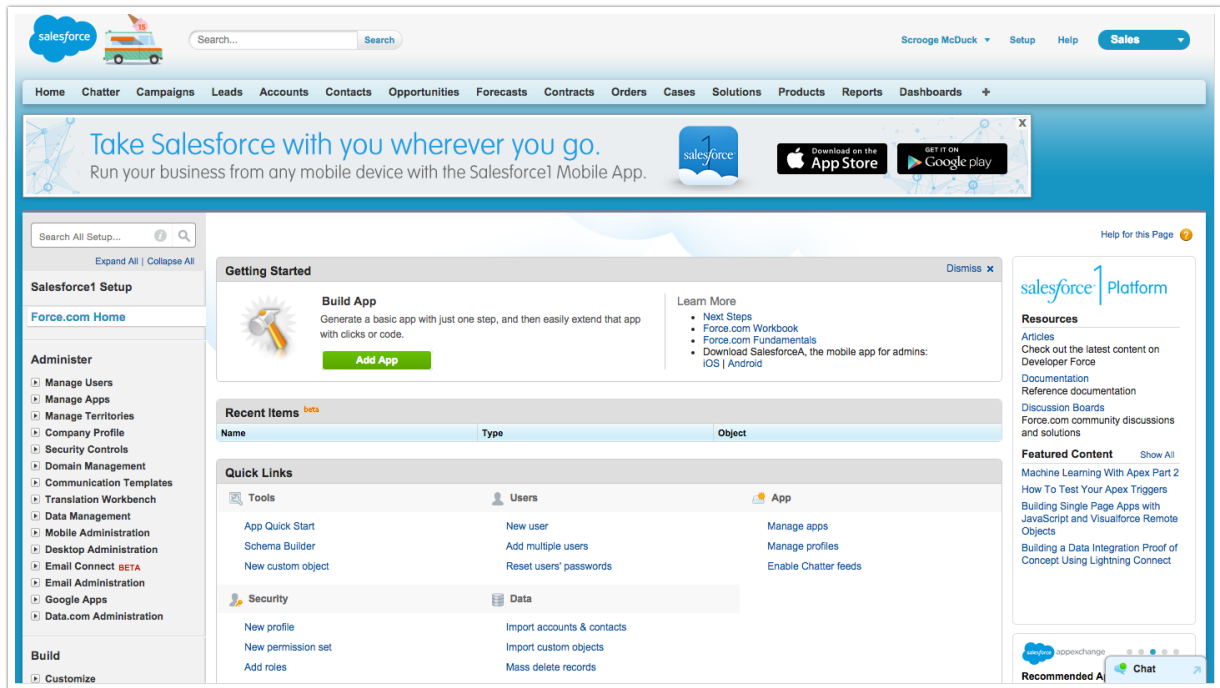 salesforce
15
Search...
Search
Scrooge McDuck
Setup
Help
Sales
Home Chatter Campaigns Leads Accounts Contacts Opportunities Forecasts Contracts Orders Cases Solutions Products Reports Dashboards +
Take Salesforce with you wherever you go.
Run your business from any mobile device with the Salesforce1 Mobile App.
1
salesforce
Download on the
App Store
GET IT ON
Google play
X
Search All Setup...
Expand All | Collapse All
Salesforce1 Setup
Force.com Home
Administer
Manage Users
Manage Apps
Manage Territories
Company Profile
Security Controls
Domain Management
Communication Templates
Translation Workbench
Data Management
Mobile Administration
Desktop Administration
Email Connect BETA
Email Administration
Google Apps
Data.com Administration
Build
Customize
Help for this Page ?
Getting Started
Dismiss x
Build App
Generate a basic app with just one step, and then easily extend that app
with clicks or code.
Add App
Learn More
Next Steps
Force.com Workbook
Force.com Fundamentals
Download SalesforceA, the mobile app for admins:
iOS | Android
Recent Items beta
Name Type Object
Quick Links
Tools
App Quick Start
Schema Builder
New custom object
Users
New user
Add multiple users
Reset users' passwords
App
Manage apps
Manage profiles
Enable Chatter feeds
Security
New profile
New permission set
Add roles
Data
Import accounts & contacts
Import custom objects
Mass delete records
salesforce1 Platform
Resources
Articles
Check out the latest content on
Developer Force
Documentation
Reference documentation
Discussion Boards
Force.com community discussions
and solutions
Featured Content Show All
Machine Learning With Apex Part 2
How To Test Your Apex Triggers
Building Single Page Apps with
JavaScript and Visualforce Remote
Objects
Building a Data Integration Proof of
Concept Using Lightning Connect
salesforce appexchange
Recommended
Chat